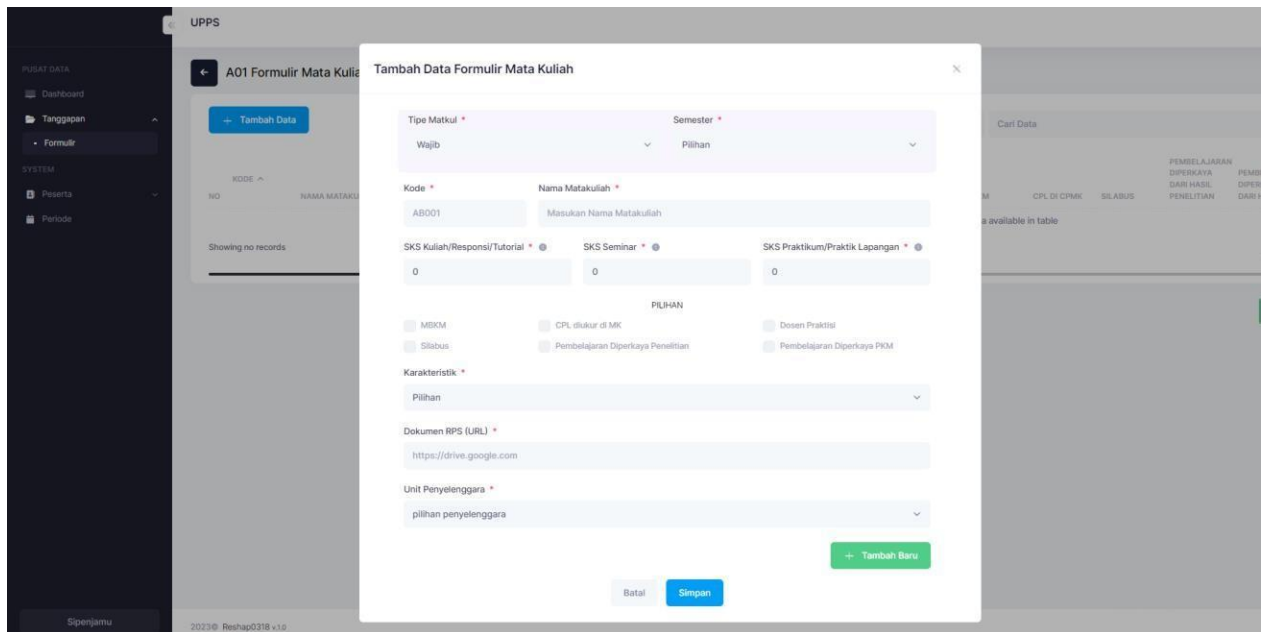 UPPS
PUSAT DATA
Dashboard
Tanggapan
Formulir
SYSTEM
Peserta
Periode
Sipenjamu
A01 Formulir Mata Kulia
+ Tambah Data
Cari Data
NO KODE NAMA MATAKU
M CPL DI CPMK SILABUS
PEMBELAJARAN
DIPERKAYA
DARI HASIL
PENELITIAN
PEMB
DIPER
DARI H
a available in table
Showing no records
Tambah Data Formulir Mata Kuliah
Tipe Matkul * Semester *
Wajib Pilihan
Kode * Nama Matakuliah *
AB001 Masukan Nama Matakuliah
SKS Kuliah/Responsi/Tutorial * SKS Seminar * SKS Praktikum/Praktik Lapangan *
0 0 0
PILIHAN
MBKM CPL diukur di MK Dosen Praktisi
Silabus Pembelajaran Diperkaya Penelitian Pembelajaran Diperkaya PKM
Karakteristik *
Pilihan
Dokumen RPS (URL) *
https://drive.google.com
Unit Penyelenggara *
pilihan penyelenggara
+ Tambah Baru
Batal Simpan
2023© Reshap0318 v.1.0